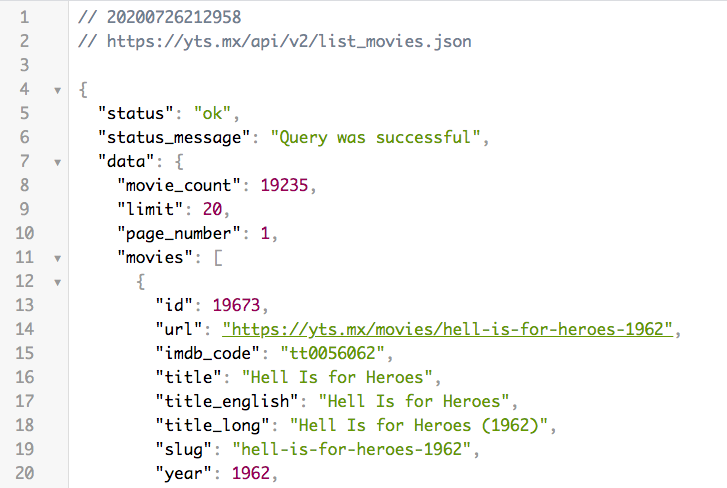 1 // 20200726212958
2 // https://yts.mx/api/v2/list_movies.json
3
4 {
5 "status": "ok",
6 "status_message": "Query was successful",
7 "data": {
8 "movie_count": 19235,
9 "limit": 20,
10 "page_number": 1,
11 "movies": [
12 {
13 "id": 19673,
14 "url": "https://yts.mx/movies/hell-is-for-heroes-1962",
15 "imdb_code": "tt0056062",
16 "title": "Hell Is for Heroes",
17 "title_english": "Hell Is for Heroes",
18 "title_long": "Hell Is for Heroes (1962)",
19 "slug": "hell-is-for-heroes-1962",
20 "year": 1962,